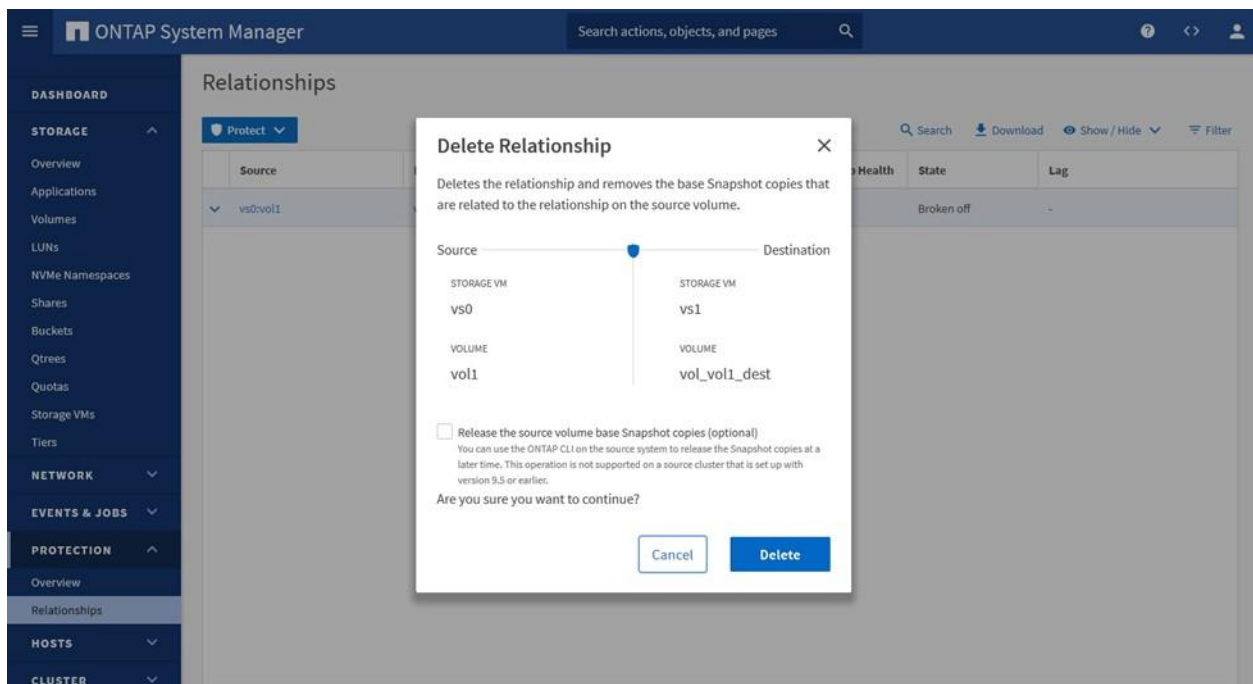 ONTAP System Manager
Search actions, objects, and pages
DASHBOARD
STORAGE
Overview
Applications
Volumes
LUNs
NVMe Namespaces
Shares
Buckets
Qtrees
Quotas
Storage VMs
Tiers
NETWORK
EVENTS & JOBS
PROTECTION
Overview
Relationships
HOSTS
CLUSTER
Relationships
Protect
Search
Download
Show / Hide
Filter
Source
Health
State
Lag
vs0:vol1
Broken off
-
Delete Relationship
Deletes the relationship and removes the base Snapshot copies that
are related to the relationship on the source volume.
Source
Destination
STORAGE VM
STORAGE VM
vs0
vs1
VOLUME
VOLUME
vol1
vol_vol1_dest
Release the source volume base Snapshot copies (optional)
You can use the ONTAP CLI on the source system to release the Snapshot copies at a
later time. This operation is not supported on a source cluster that is set up with
version 9.5 or earlier.
Are you sure you want to continue?
Cancel
Delete